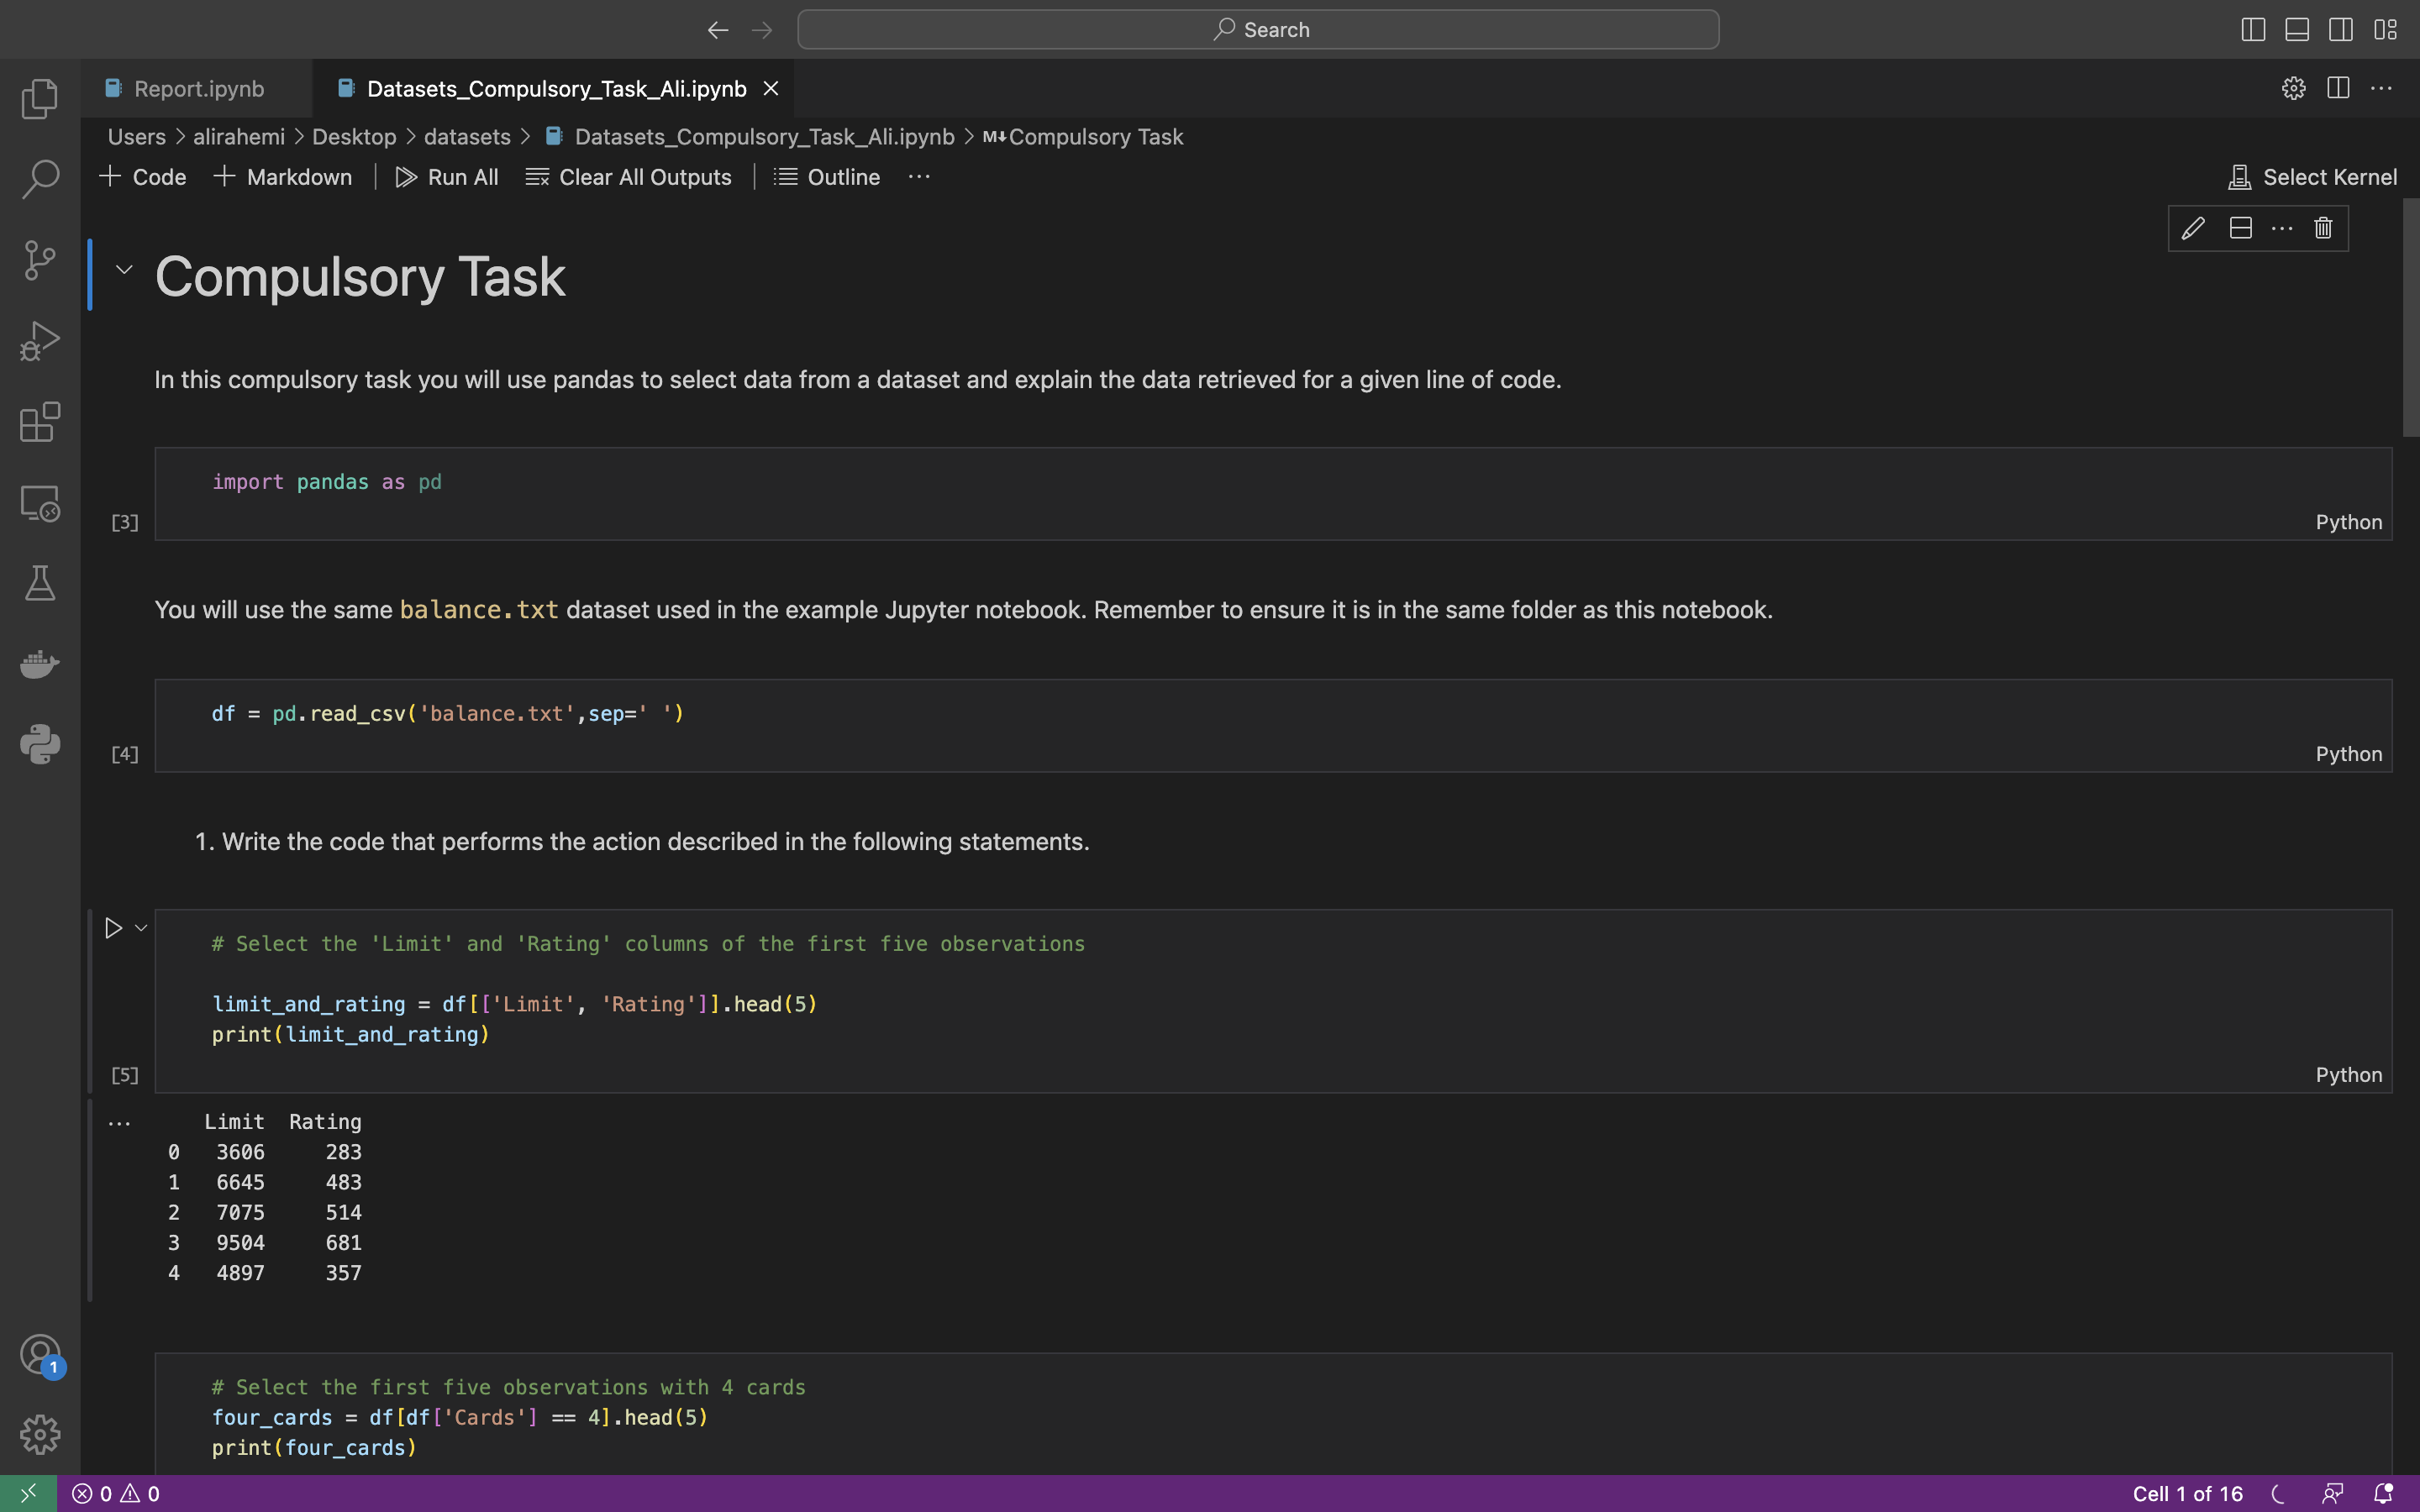 Search
Report.ipynb
Datasets_Compulsory_Task_Ali.ipynb
Users > alirahemi > Desktop > datasets > Datasets_Compulsory_Task_Ali.ipynb > M↓Compulsory Task
+ Code + Markdown | Run All Clear All Outputs | Outline ...
Select Kernel
Compulsory Task
In this compulsory task you will use pandas to select data from a dataset and explain the data retrieved for a given line of code.
import pandas as pd
[3]
Python
You will use the same balance.txt dataset used in the example Jupyter notebook. Remember to ensure it is in the same folder as this notebook.
df = pd.read_csv('balance.txt',sep=' ')
[4]
Python
1. Write the code that performs the action described in the following statements.
# Select the 'Limit' and 'Rating' columns of the first five observations
limit_and_rating = df[['Limit', 'Rating']].head(5)
print(limit_and_rating)
[5]
Python
... Limit Rating
0 3606 283
1 6645 483
2 7075 514
3 9504 681
4 4897 357
# Select the first five observations with 4 cards
four_cards = df[df['Cards'] == 4].head(5)
print(four_cards)
1
0 0
Cell 1 of 16